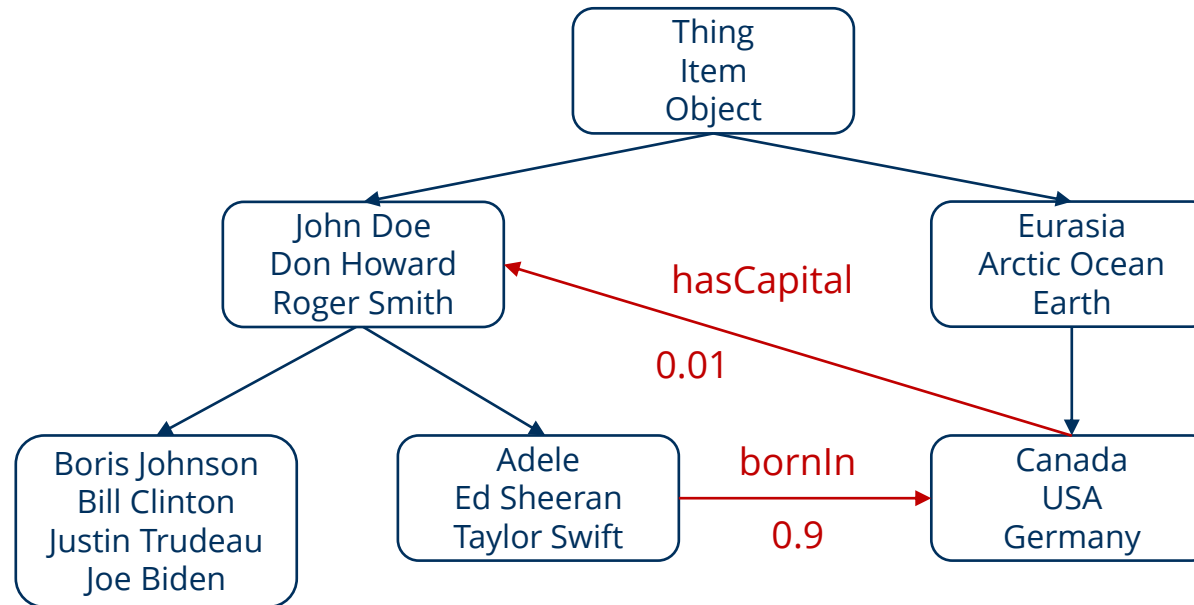 Thing
Item
Object
John Doe
Don Howard
Roger Smith
hasCapital
0.01
Eurasia
Arctic Ocean
Earth
Boris Johnson
Bill Clinton
Justin Trudeau
Joe Biden
Adele
Ed Sheeran
Taylor Swift
bornIn
0.9
Canada
USA
Germany